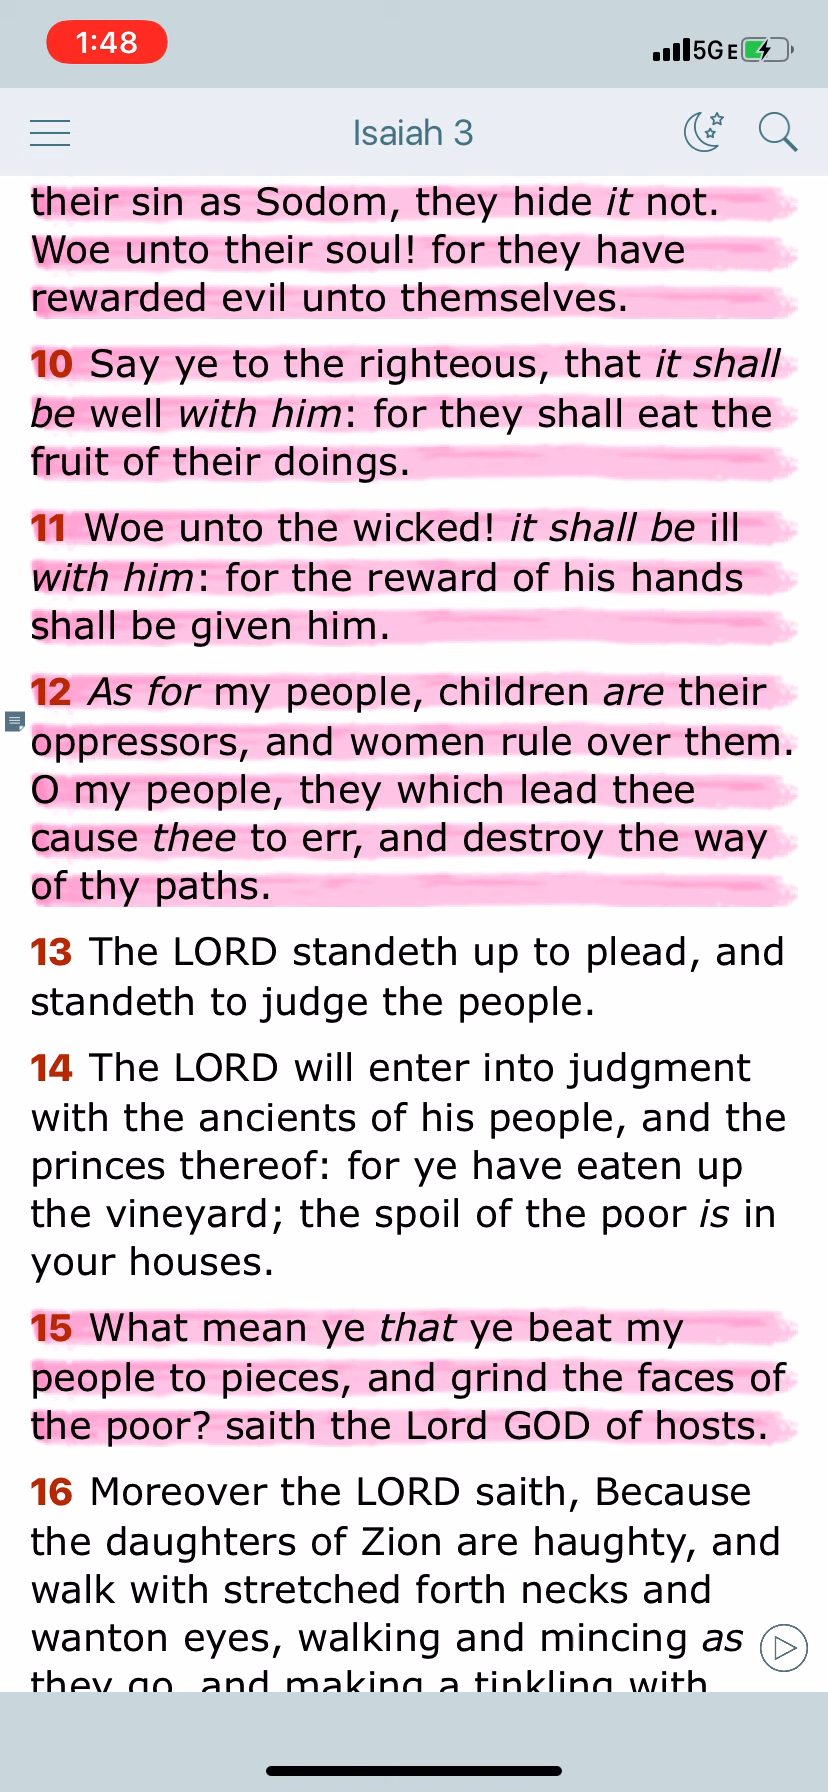 1:48
5G E
Isaiah 3
their sin as Sodom, they hide it not.
Woe unto their soul! for they have
rewarded evil unto themselves.
10 Say ye to the righteous, that it shall
be well with him: for they shall eat the
fruit of their doings.
11 Woe unto the wicked! it shall be ill
with him: for the reward of his hands
shall be given him.
12 As for my people, children are their
oppressors, and women rule over them.
O my people, they which lead thee
cause thee to err, and destroy the way
of thy paths.
13 The LORD standeth up to plead, and
standeth to judge the people.
14 The LORD will enter into judgment
with the ancients of his people, and the
princes thereof: for ye have eaten up
the vineyard; the spoil of the poor is in
your houses.
15 What mean ye that ye beat my
people to pieces, and grind the faces of
the poor? saith the Lord GOD of hosts.
16 Moreover the LORD saith, Because
the daughters of Zion are haughty, and
walk with stretched forth necks and
wanton eyes, walking and mincing as
they go, and making a tinkling with